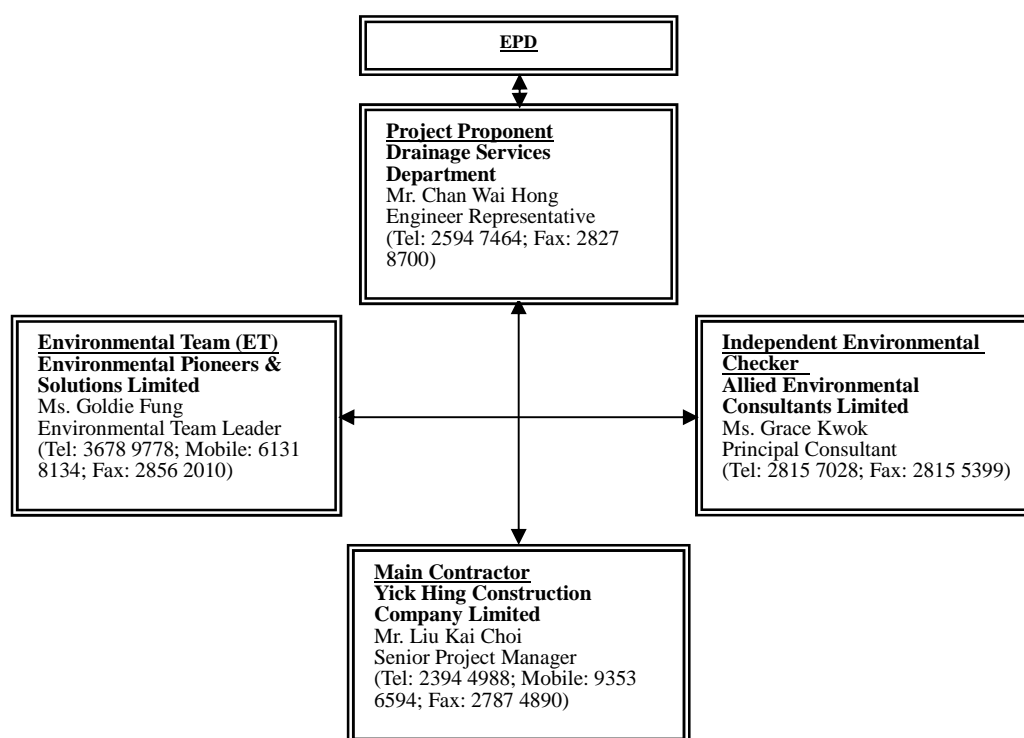 EPD
Project Proponent
Drainage Services
Department
Mr. Chan Wai Hong
Engineer Representative
(Tel: 2594 7464; Fax: 2827
8700)
Environmental Team (ET)
Environmental Pioneers &
Solutions Limited
Ms. Goldie Fung
Environmental Team Leader
(Tel: 3678 9778; Mobile: 6131
8134; Fax: 2856 2010)
Independent Environmental
Checker
Allied Environmental
Consultants Limited
Ms. Grace Kwok
Principal Consultant
(Tel: 2815 7028; Fax: 2815 5399)
Main Contractor
Yick Hing Construction
Company Limited
Mr. Liu Kai Choi
Senior Project Manager
(Tel: 2394 4988; Mobile: 9353
6594; Fax: 2787 4890)